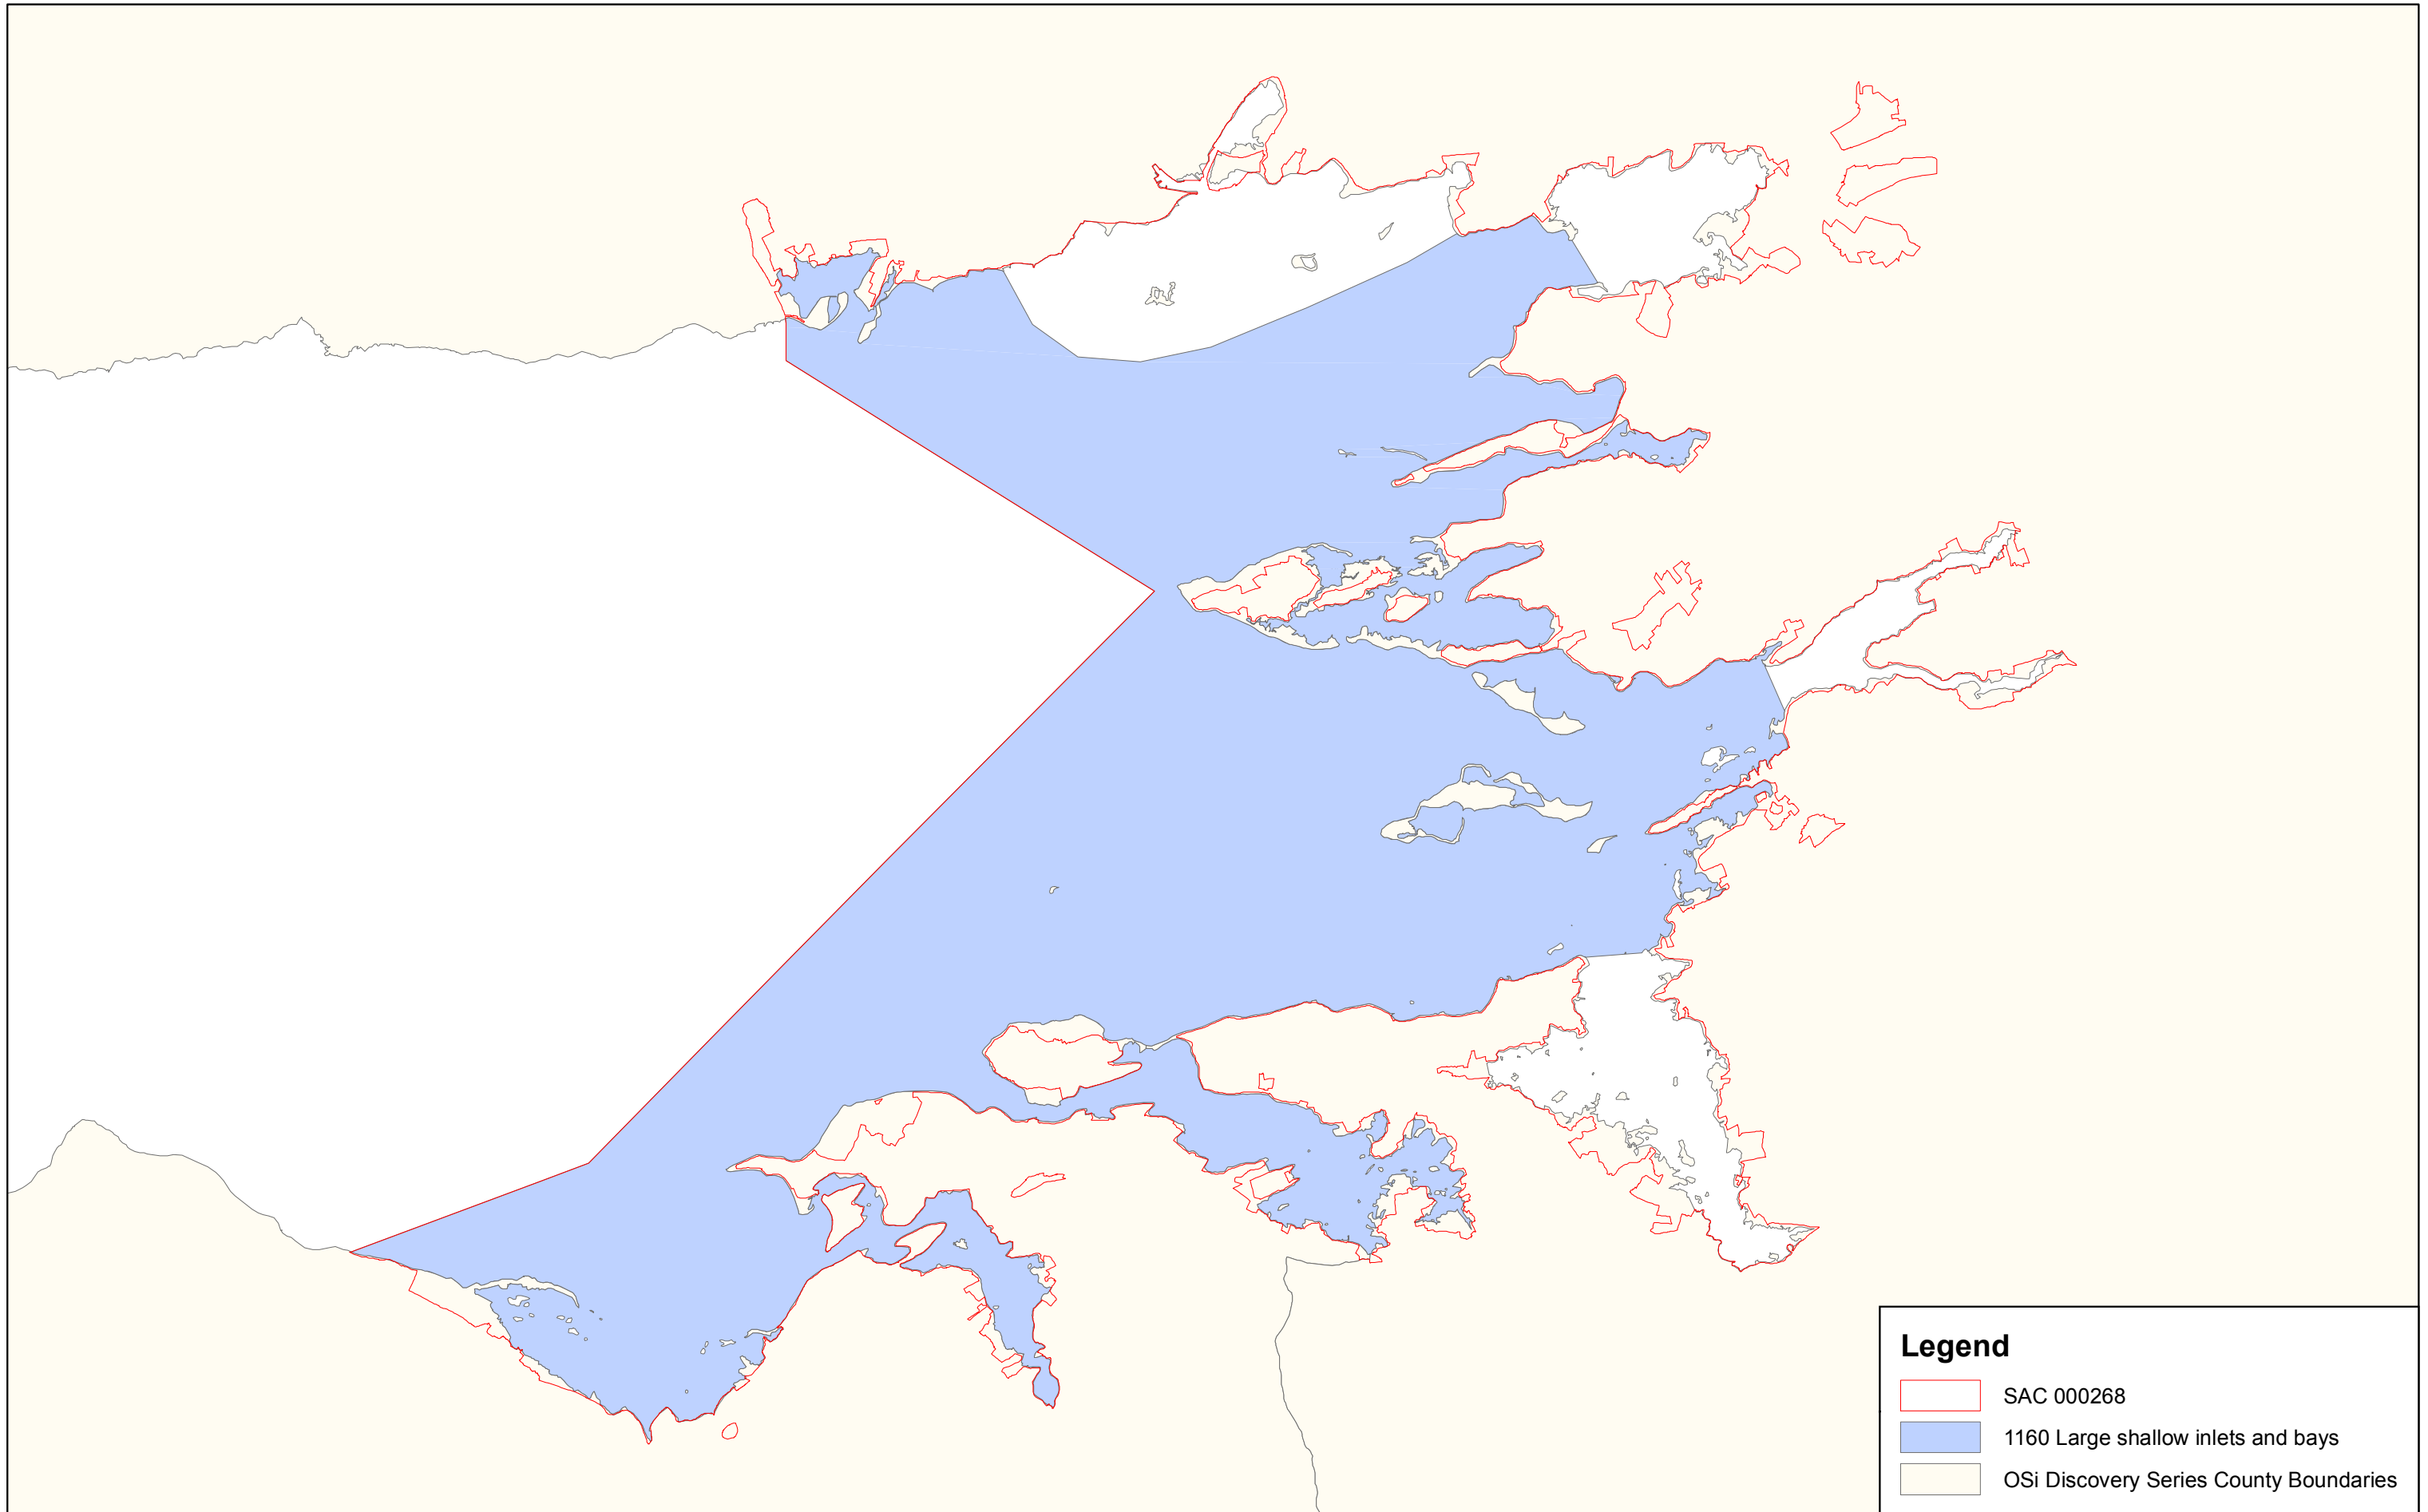 Legend
SAC 000268
1160 Large shallow inlets and bays
OSi Discovery Series County Boundaries